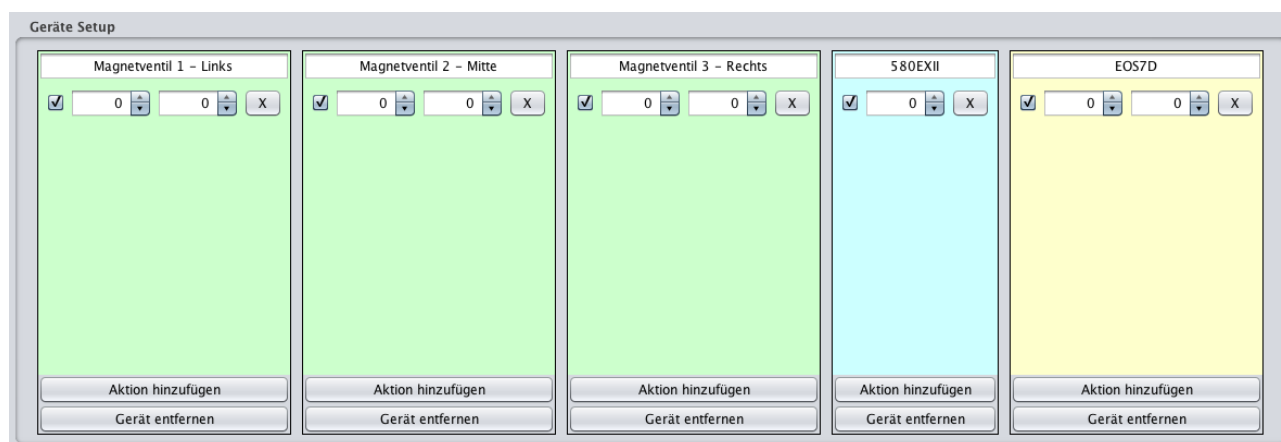 Geräte Setup
Magnetventil 1 – Links
Magnetventil 2 – Mitte
Magnetventil 3 – Rechts
580EXII
EOS7D
0 0 X
0 0 X
0 0 X
0 X
0 0 X
Aktion hinzufügen
Aktion hinzufügen
Aktion hinzufügen
Aktion hinzufügen
Aktion hinzufügen
Gerät entfernen
Gerät entfernen
Gerät entfernen
Gerät entfernen
Gerät entfernen